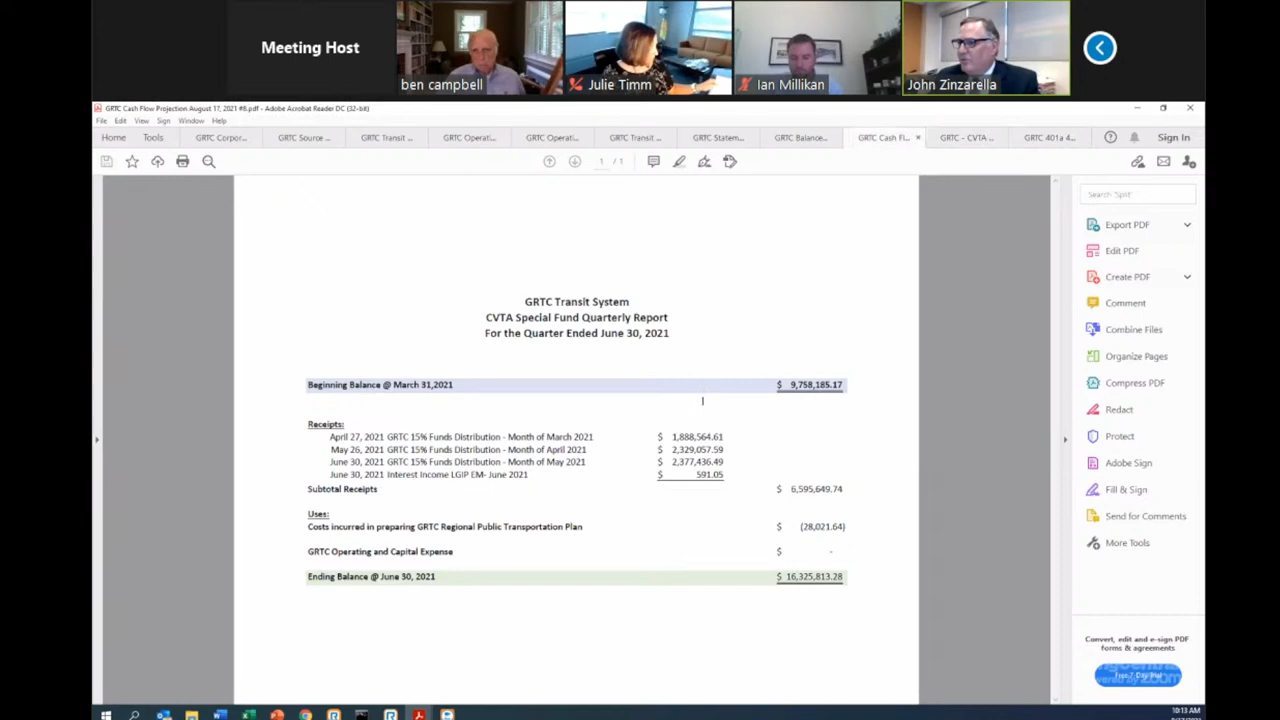 Meeting Host
ben campbell
Julie Timm
Ian Millikan
John Zinzarella
GRTC Cash Flow Projection August 17, 2021 #8.pdf - Adobe Acrobat Reader DC (32-bit)
File Edit View Sign Window Help
Home Tools GRTC Corpor... GRTC Source ... GRTC Transit ... GRTC Operati... GRTC Operati... GRTC Transit ... GRTC Statem... GRTC Balance... GRTC Cash Fl... × GRTC - CVTA ... GRTC 401a 4... Sign In
1 / 1
Search 'Split'
Export PDF
Edit PDF
Create PDF
Comment
Combine Files
Organize Pages
Compress PDF
Redact
Protect
Adobe Sign
Fill & Sign
Send for Comments
More Tools
Convert, edit and e-sign PDF
forms & agreements
Free 7-Day Trial
GRTC Transit System
CVTA Special Fund Quarterly Report
For the Quarter Ended June 30, 2021
Beginning Balance @ March 31,2021 $ 9,758,185.17
Receipts:
April 27, 2021 GRTC 15% Funds Distribution - Month of March 2021 $ 1,888,564.61
May 26, 2021 GRTC 15% Funds Distribution - Month of April 2021 $ 2,329,057.59
June 30, 2021 GRTC 15% Funds Distribution - Month of May 2021 $ 2,377,436.49
June 30, 2021 Interest Income LGIP EM- June 2021 $ 591.05
Subtotal Receipts $ 6,595,649.74
Uses:
Costs incurred in preparing GRTC Regional Public Transportation Plan $ (28,021.64)
GRTC Operating and Capital Expense $ -
Ending Balance @ June 30, 2021 $ 16,325,813.28
10:13 AM